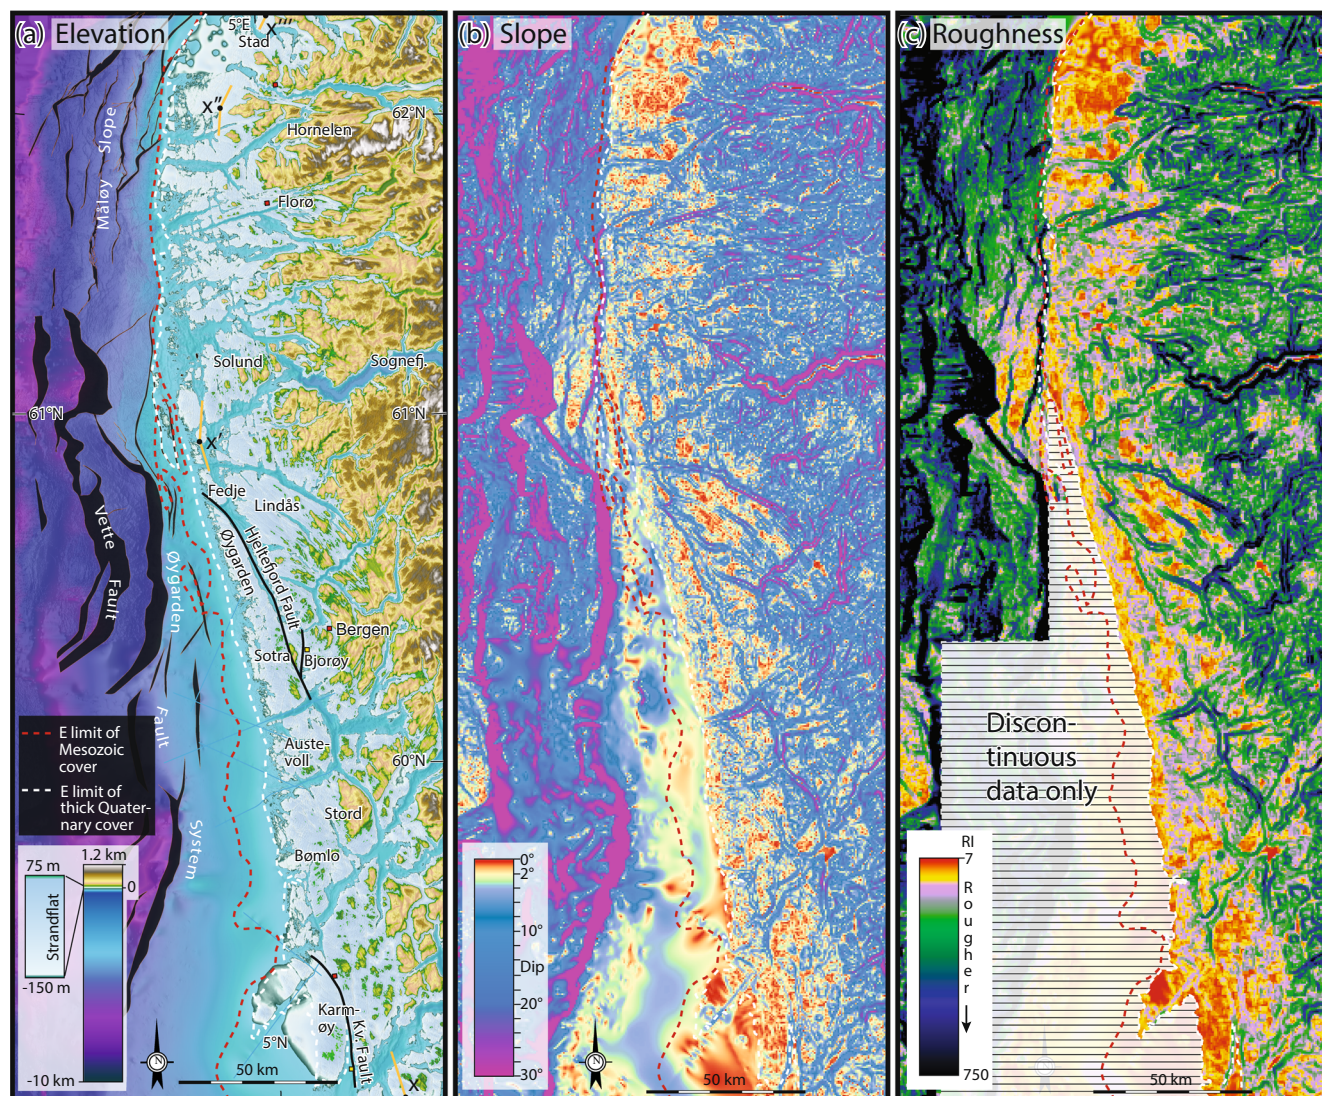 (a) Elevation
5°E
X'''
Stad
X''
62°N
Hornelen
Måløy Slope
Florø
Solund
Sognefj.
61°N
61°N
X'
Fedje
Lindås
Øygarden
Hjeltefjord Fault
Vette Fault
Øygarden Fault System
Bergen
Sotra
Bjorøy
Auste-
voll
60°N
Stord
Bømlo
Karm-
øy
Kv. Fault
5°N
X
E limit of
Mesozoic
cover
E limit of
thick Quater-
nary cover
75 m
1.2 km
0
Strandflat
-150 m
-10 km
N
50 km
(b) Slope
0°
2°
10°
Dip
20°
30°
N
50 km
(c) Roughness
Discon-
tinuous
data only
RI
7
Rougher
750
50 km